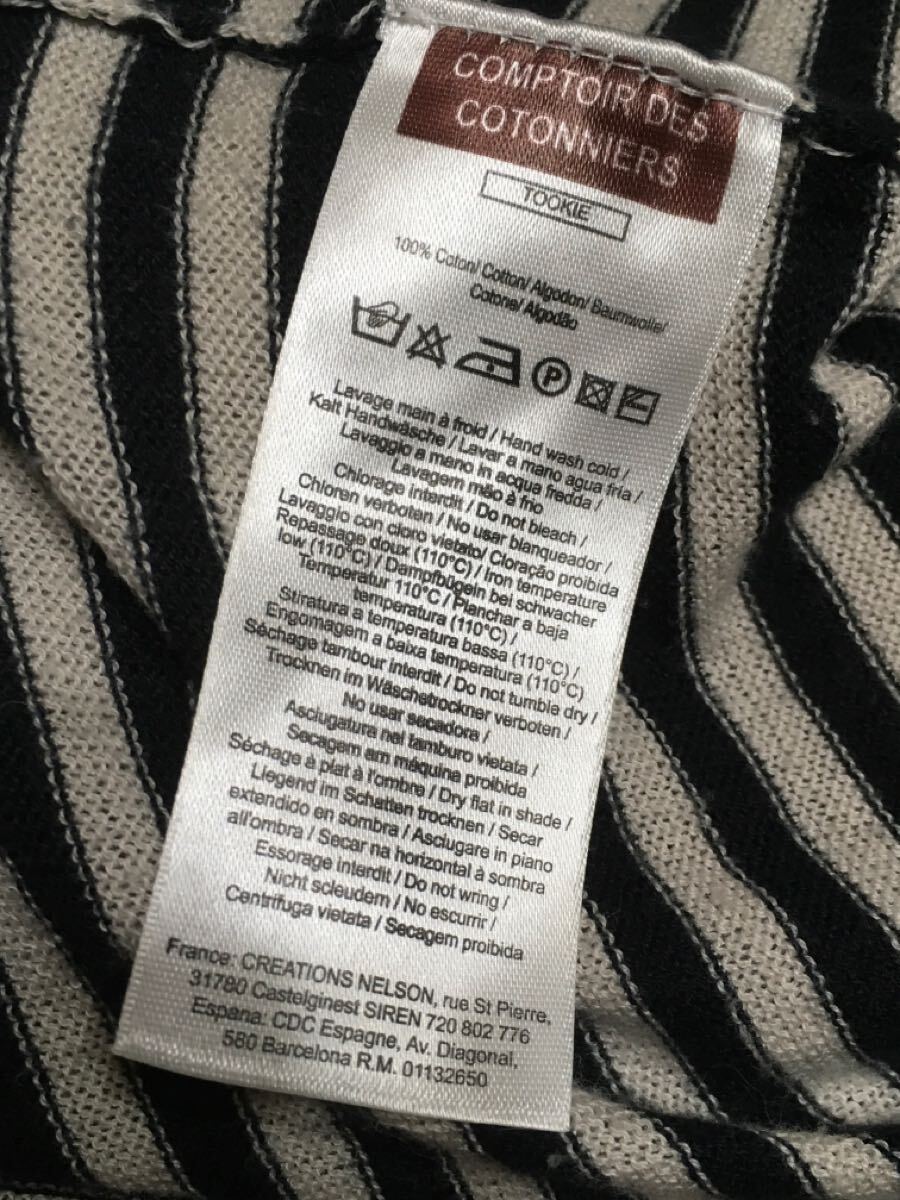 COMPTOIR DES
COTONNIERS
TOOKIE
100% Coton/ Cotton/ Algodon/ Baumwolle/
Cotone/ Algodão
P
Lavage main à froid / Hand wash cold /
Kalt Handwäsche / Lavar a mano agua fria /
Lavaggio a mano in acqua fredda /
Lavagem mão à frio
Chlorage interdit / Do not bleach /
Chloren verboten / No usar blanqueador /
Lavaggio con cloro vietato/ Cloração proibida
Repassage doux (110°C) / Iron temperature
low (110°C) / Dampfbügeln bei schwacher
Temperatur 110°C / Planchar a baja
temperatura (110°C) /
Stiratura a temperatura bassa (110°C) /
Engomagem a baixa temperatura (110°C)
Séchage tambour interdit / Do not tumble dry /
Trocknen im Wäschetrockner verboten /
No usar secadora /
Asciugatura nel tamburo vietata /
Secagem am máquina proibida
Séchage à plat à l'ombre / Dry flat in shade /
Liegend im Schatten trocknen / Secar
extendido en sombra / Asciugare in piano
all'ombra / Secar na horizontal à sombra
Essorage interdit / Do not wring /
Nicht scleudem / No escurrir /
Centrifuga vietata / Secagem proibida
France: CREATIONS NELSON, rue St Pierre,
31780 Castelginest SIREN 720 802 776
Espana: CDC Espagne, Av. Diagonal,
580 Barcelona R.M. 01132650